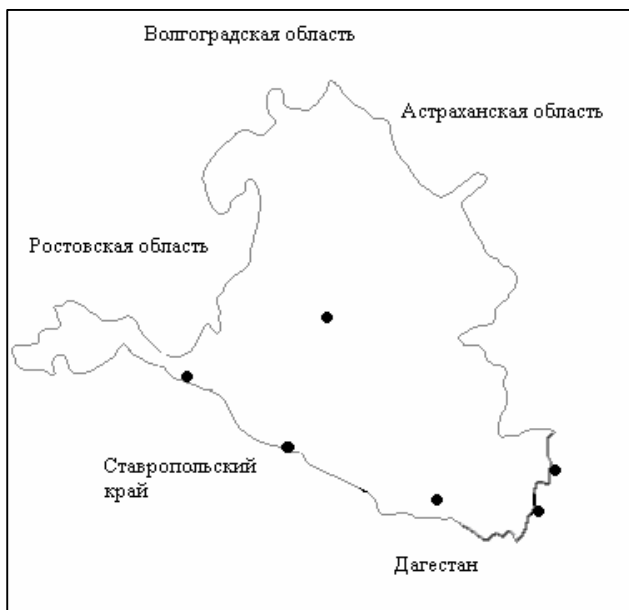 Волгоградская область
Астраханская область
Ростовская область
Ставропольский
край
Дагестан